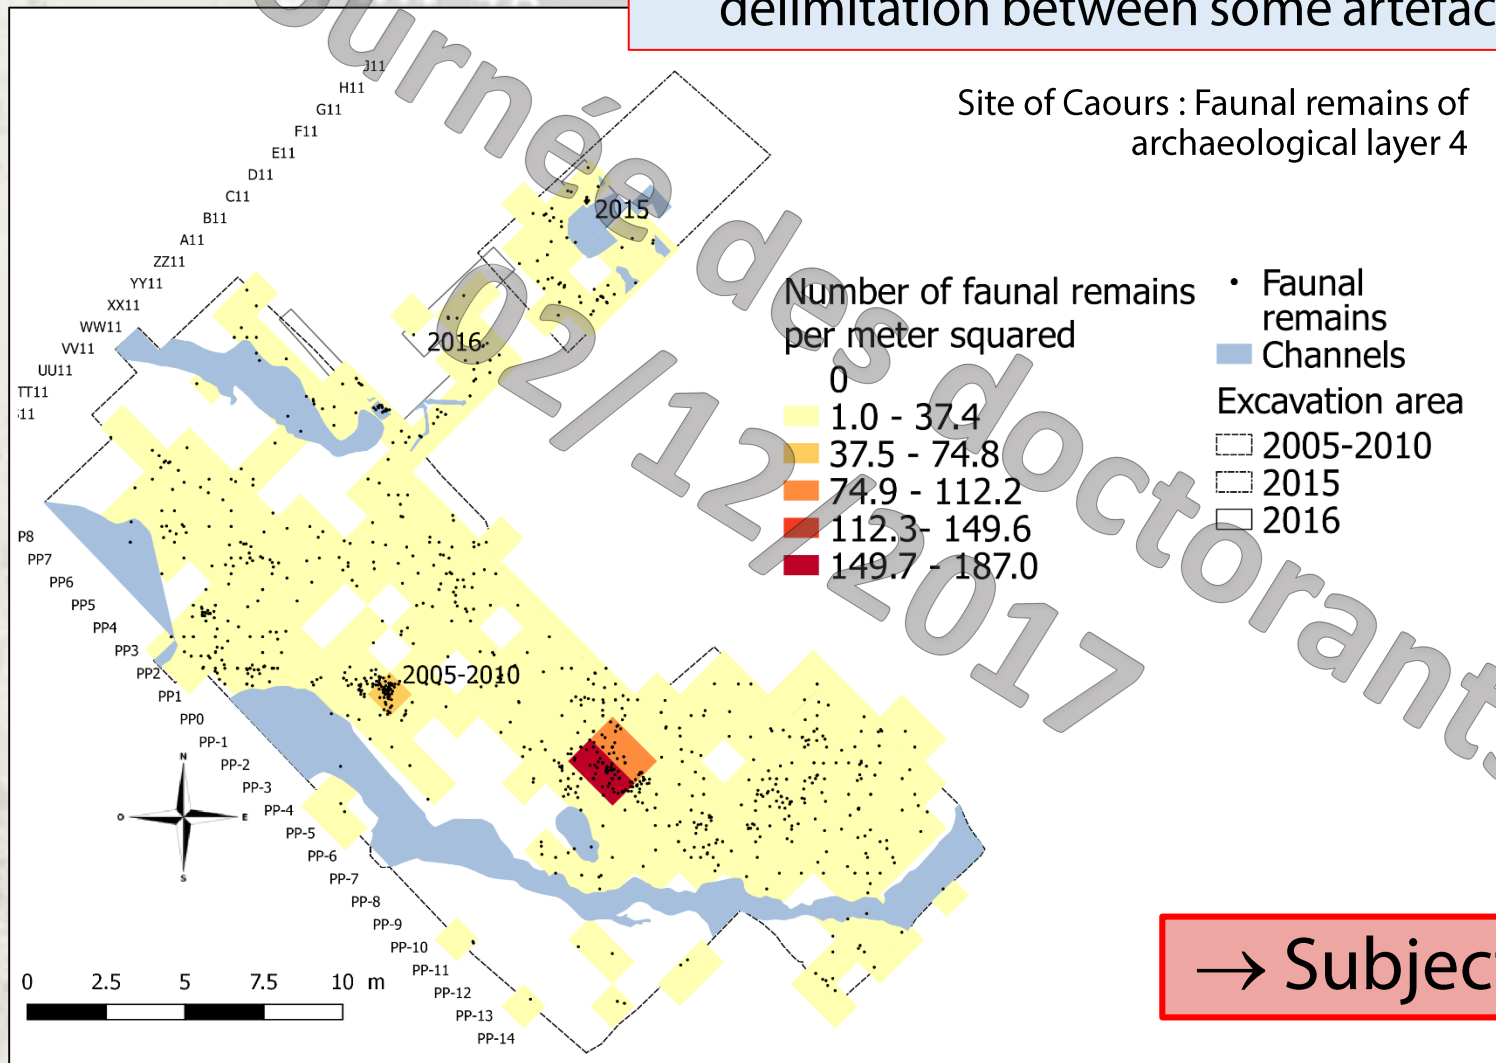 delimitation between some artefac
Site of Caours : Faunal remains of
archaeological layer 4
J11
H11
G11
F11
E11
D11
C11
B11
A11
ZZ11
YY11
XX11
WW11
VV11
UU11
TT11
2015
2016
2005-2010
Number of faunal remains
per meter squared
0
1.0 - 37.4
37.5 - 74.8
74.9 - 112.2
112.3- 149.6
149.7 - 187.0
Faunal
remains
Channels
Excavation area
2005-2010
2015
2016
P8
PP7
PP6
PP5
PP4
PP3
PP2
PP1
PP0
PP-1
PP-2
PP-3
PP-4
PP-5
PP-6
PP-7
PP-8
PP-9
PP-10
PP-11
PP-12
PP-13
PP-14
N
O
E
S
0 2.5 5 7.5 10 m
→ Subject
ournée des doctorants
02/12/2017